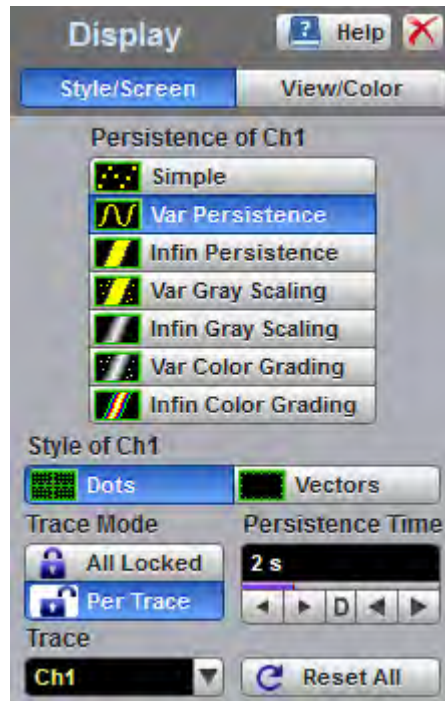 Display Help
Style/Screen View/Color
Persistence of Ch1
Simple
Var Persistence
Infin Persistence
Var Gray Scaling
Infin Gray Scaling
Var Color Grading
Infin Color Grading
Style of Ch1
Dots Vectors
Trace Mode Persistence Time
All Locked 2 s
Per Trace D
Trace
Ch1 Reset All